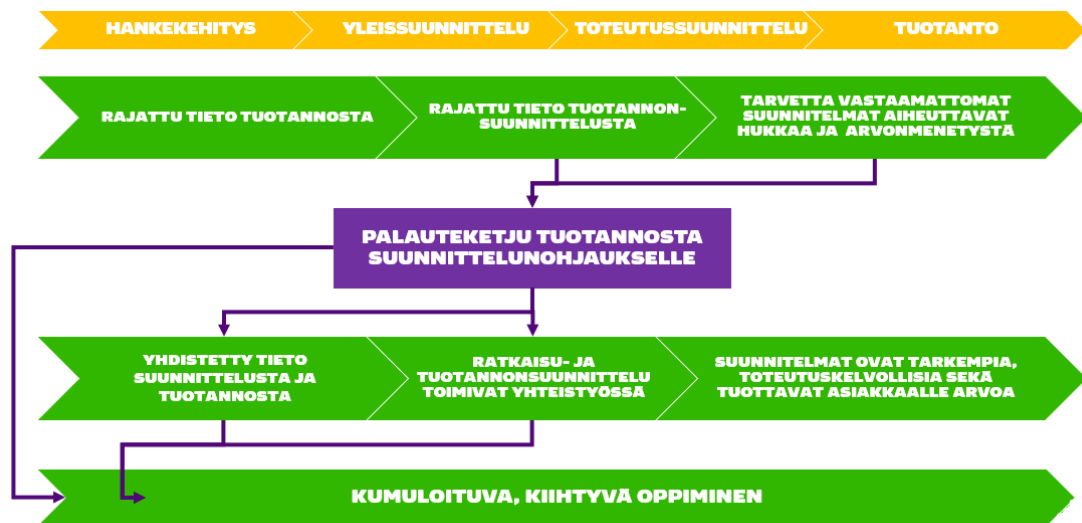 HANKEKEHITYS
YLEISSUUNNITTELU
TOTEUTUSSUUNNITTELU
TUOTANTO
RAJATTU TIETO TUOTANNOSTA
RAJATTU TIETO TUOTANNON-
SUUNNITTELUSTA
TARVETTA VASTAAMATTOMAT
SUUNNITELMAT AIHEUTTAVAT
HUKKAA JA ARVONMENETYSTÄ
PALAUTEKETJU TUOTANNOSTA
SUUNNITTELUNOHJAUKSELLE
YHDISTETTY TIETO
SUUNNITTELUSTA JA
TUOTANNOSTA
RATKAISU- JA
TUOTANNONSUUNNITTELU
TOIMIVAT YHTEISTYÖSSÄ
SUUNNITELMAT OVAT TARKEMPIA,
TOTEUTUSKELVOLLISIA SEKÄ
TUOTTAVAT ASIAKKAALLE ARVOA
KUMULOITUVA, KIIHTYVÄ OPPIMINEN